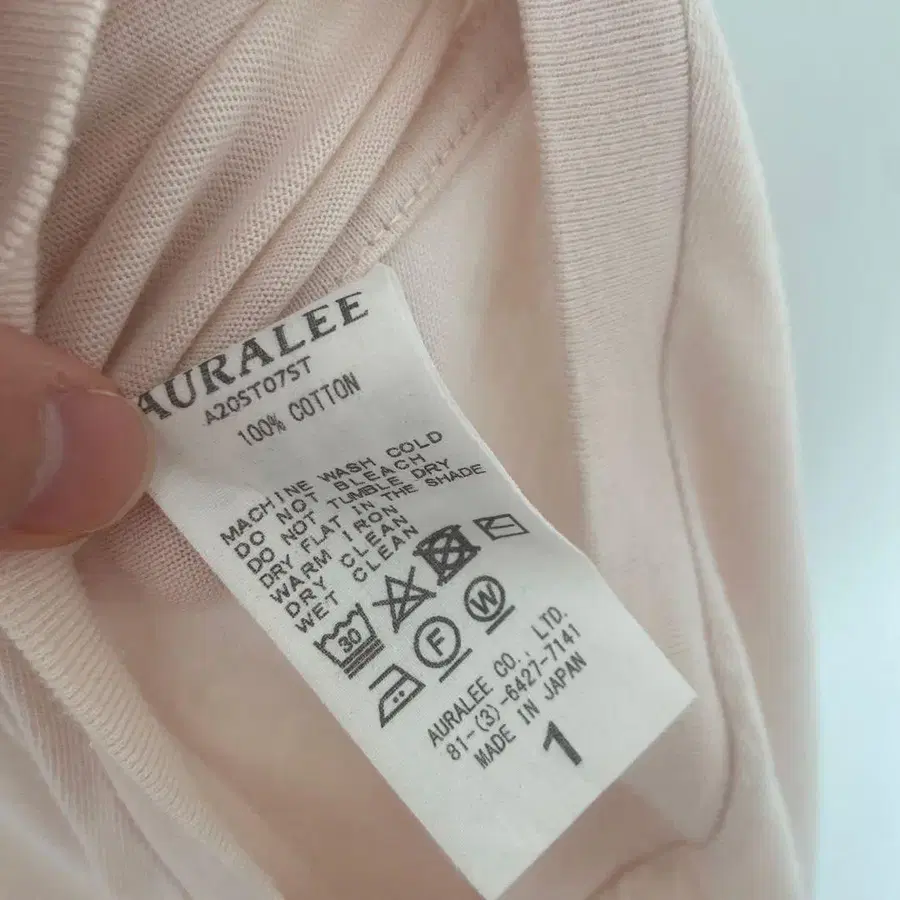 AURALEE
A20ST07ST
100% COTTON
MACHINE WASH COLD
DO NOT BLEACH
DO NOT TUMBLE DRY
DRY FLAT IN THE SHADE
WARM IRON
DRY CLEAN
WET CLEAN
30
F W
AURALEE CO., LTD.
81-(3)-6427-7141
MADE IN JAPAN
1